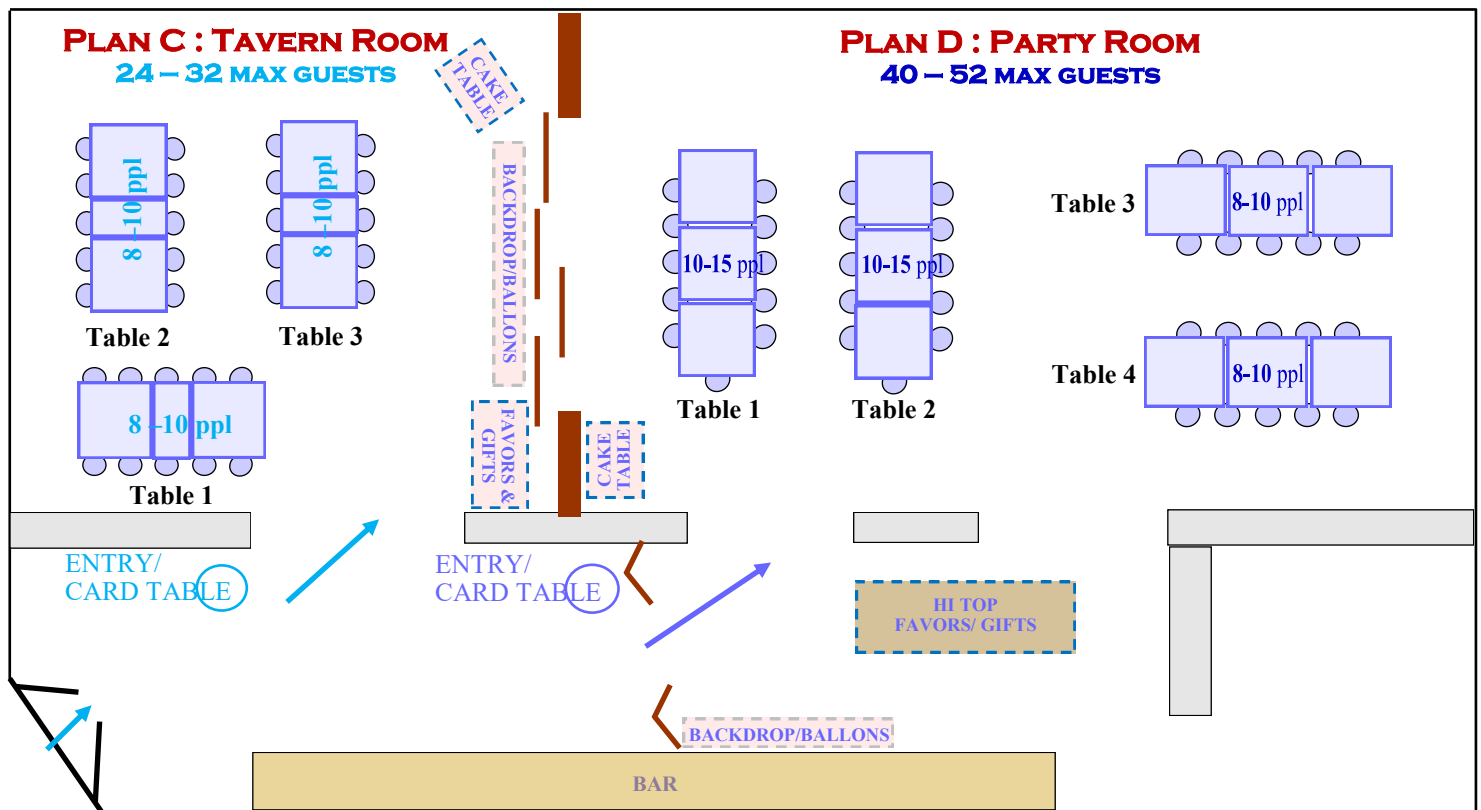 PLAN C : TAVERN ROOM
24 – 32 MAX GUESTS
CAKE
TABLE
8 –10 ppl
Table 2
8 –10 ppl
Table 3
8 –10 ppl
Table 1
BACKDROP/BALLONS
FAVORS &
GIFTS
ENTRY/
CARD TABLE
PLAN D : PARTY ROOM
40 – 52 MAX GUESTS
10-15 ppl
Table 1
10-15 ppl
Table 2
Table 3
8-10 ppl
Table 4
8-10 ppl
CAKE
TABLE
ENTRY/
CARD TABLE
HI TOP
FAVORS/ GIFTS
BACKDROP/BALLONS
BAR